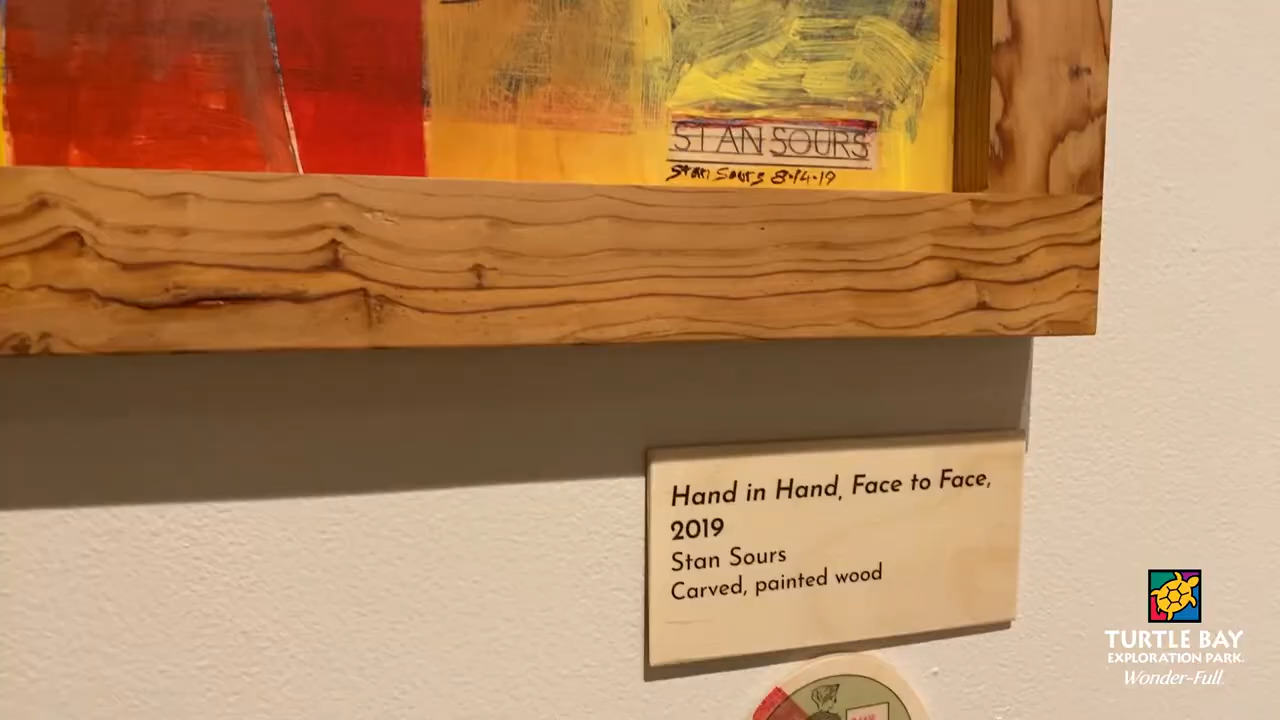 STAN SOURS
Stan Sours 8-14-19
Hand in Hand, Face to Face,
2019
Stan Sours
Carved, painted wood
TURTLE BAY
EXPLORATION PARK.
Wonder-Full